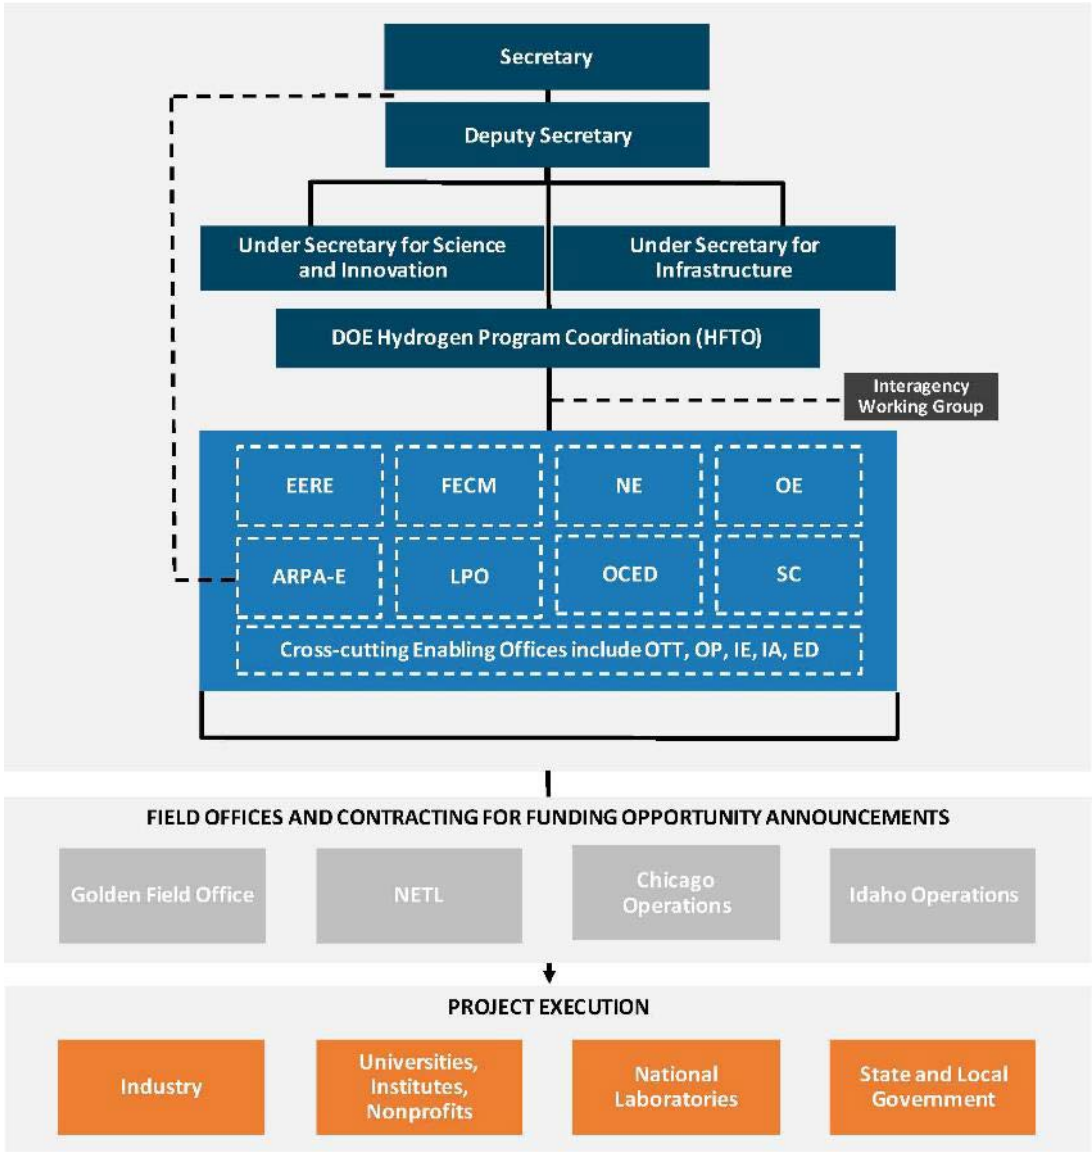 Secretary
Deputy Secretary
Under Secretary for Science
and Innovation
Under Secretary for
Infrastructure
DOE Hydrogen Program Coordination (HFTO)
Interagency
Working Group
EERE
FECM
NE
OE
ARPA-E
LPO
OCED
SC
Cross-cutting Enabling Offices include OTT, OP, IE, IA, ED
FIELD OFFICES AND CONTRACTING FOR FUNDING OPPORTUNITY ANNOUNCEMENTS
Golden Field Office
NETL
Chicago
Operations
Idaho Operations
PROJECT EXECUTION
Industry
Universities,
Institutes,
Nonprofits
National
Laboratories
State and Local
Government